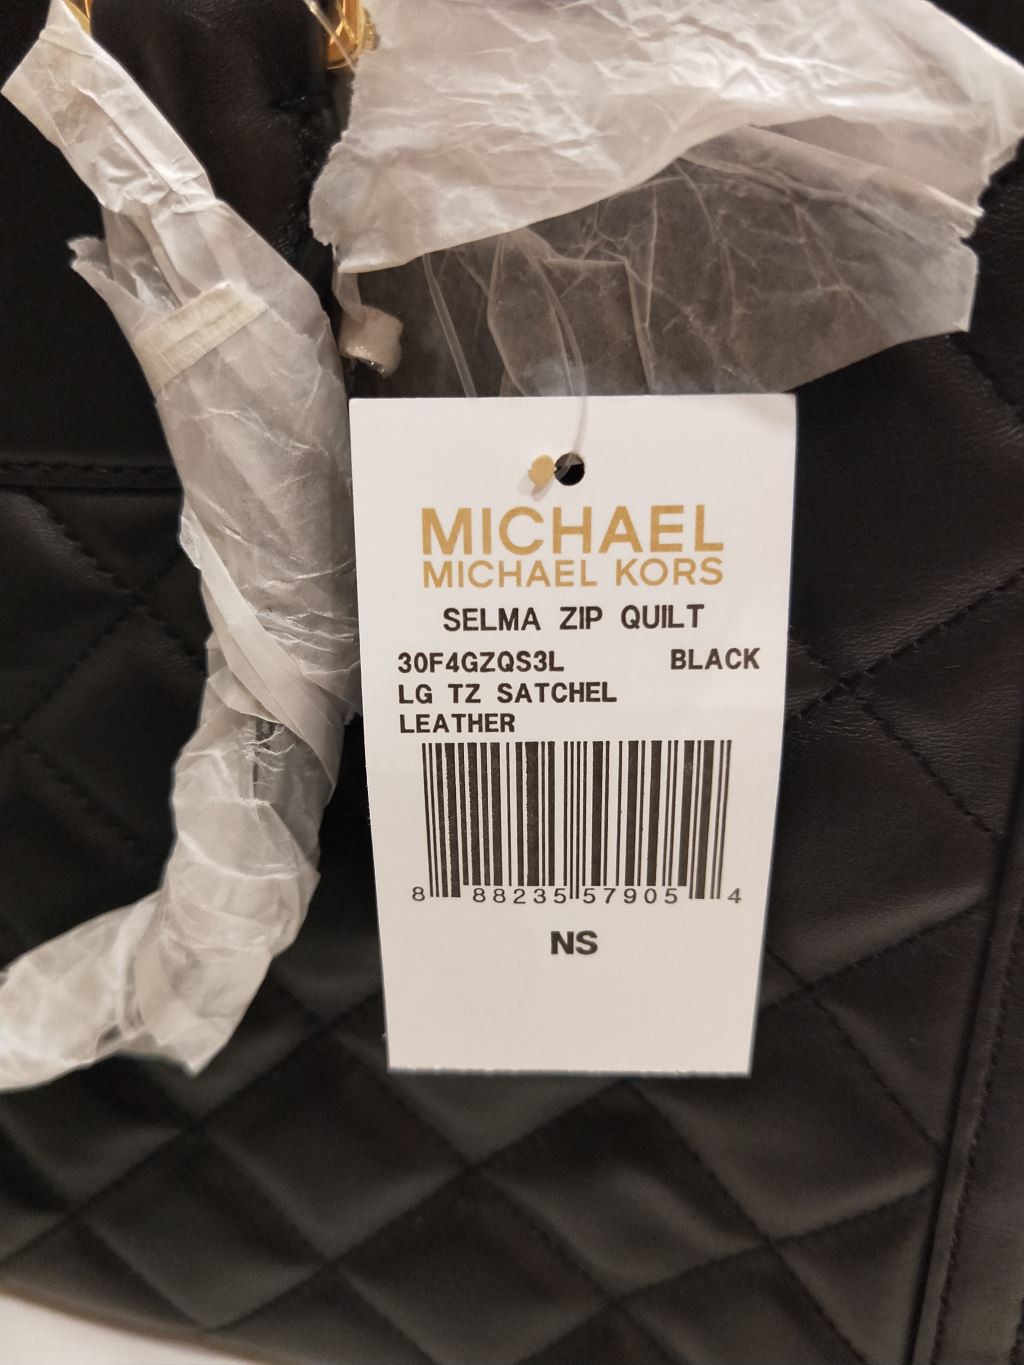 MICHAEL
MICHAEL KORS
SELMA ZIP QUILT
30F4GZQS3L BLACK
LG TZ SATCHEL
LEATHER
8 88235 57905 4
NS